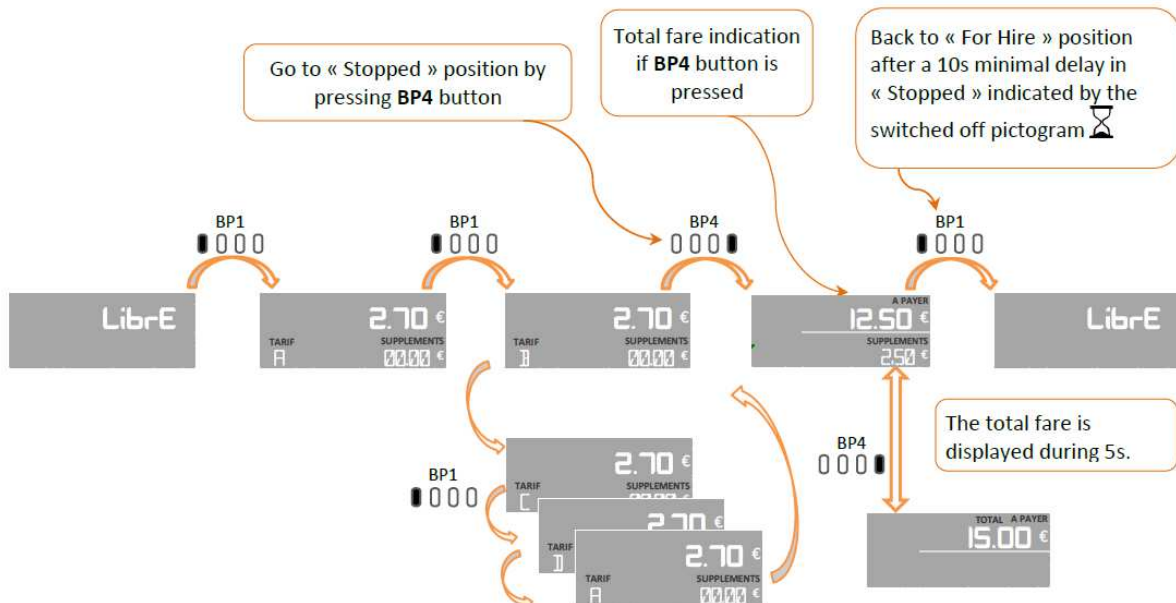 Go to « Stopped » position by
pressing BP4 button
Total fare indication
if BP4 button is
pressed
Back to « For Hire » position
after a 10s minimal delay in
« Stopped » indicated by the
switched off pictogram
BP1
BP1
BP4
BP1
LibrE
2.70 €
TARIF SUPPLEMENTS
A 00.00 €
2.70 €
TARIF SUPPLEMENTS
B 00.00 €
A PAYER
12.50 €
SUPPLEMENTS
2.50 €
LibrE
The total fare is
displayed during 5s.
BP4
BP1
2.70 €
TARIF SUPPLEMENTS
C 00.00 €
2.70 €
TARIF
D
2.70 €
TARIF SUPPLEMENTS
A 00.00 €
TOTAL A PAYER
15.00 €